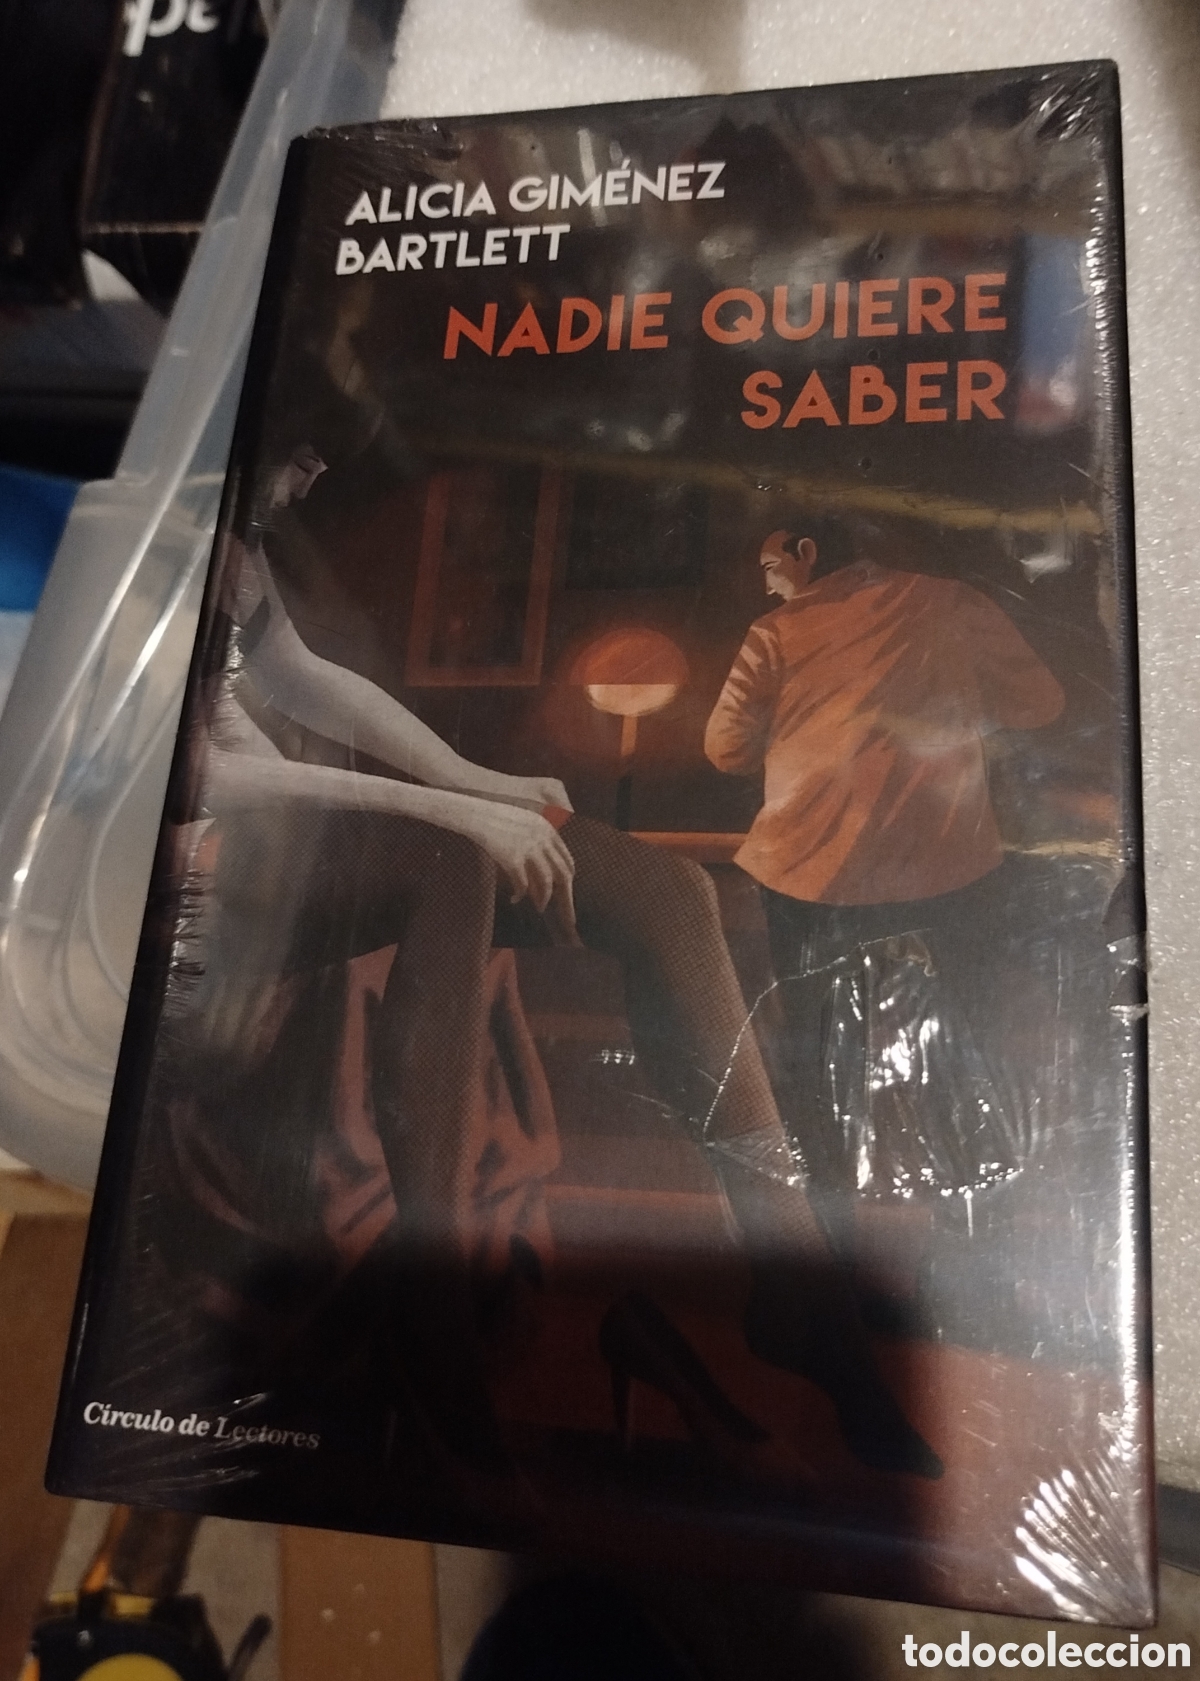 ALICIA GIMÉNEZ
BARTLETT
NADIE QUIERE
SABER
Círculo de Lectores
todocoleccion